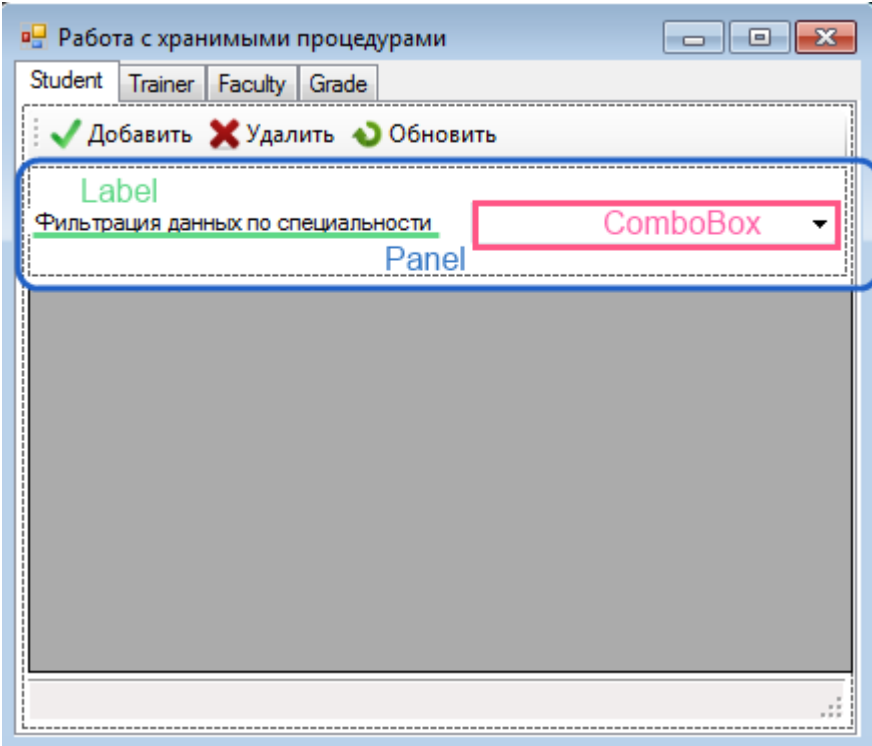 Работа с хранимыми процедурами
Student Trainer Faculty Grade
Добавить Удалить Обновить
Label
Фильтрация данных по специальности ComboBox
Panel